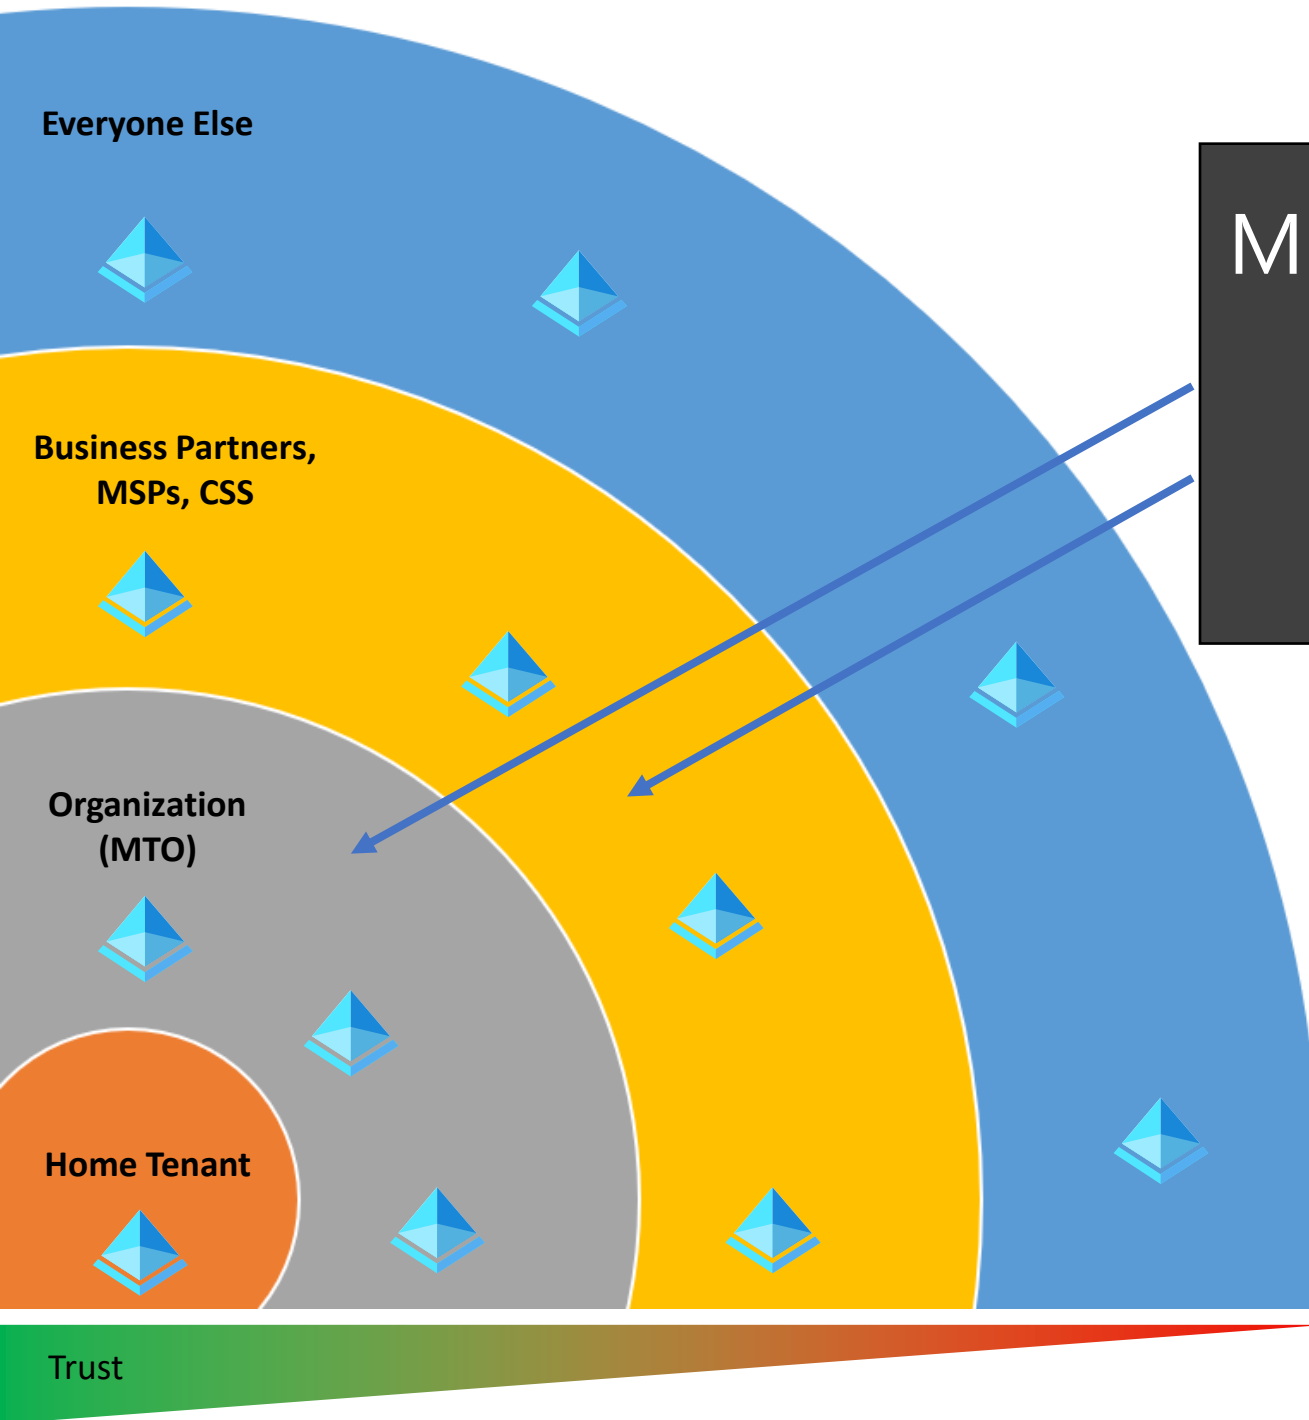 Everyone Else
M
Business Partners,
MSPs, CSS
Organization
(MTO)
Home Tenant
Trust